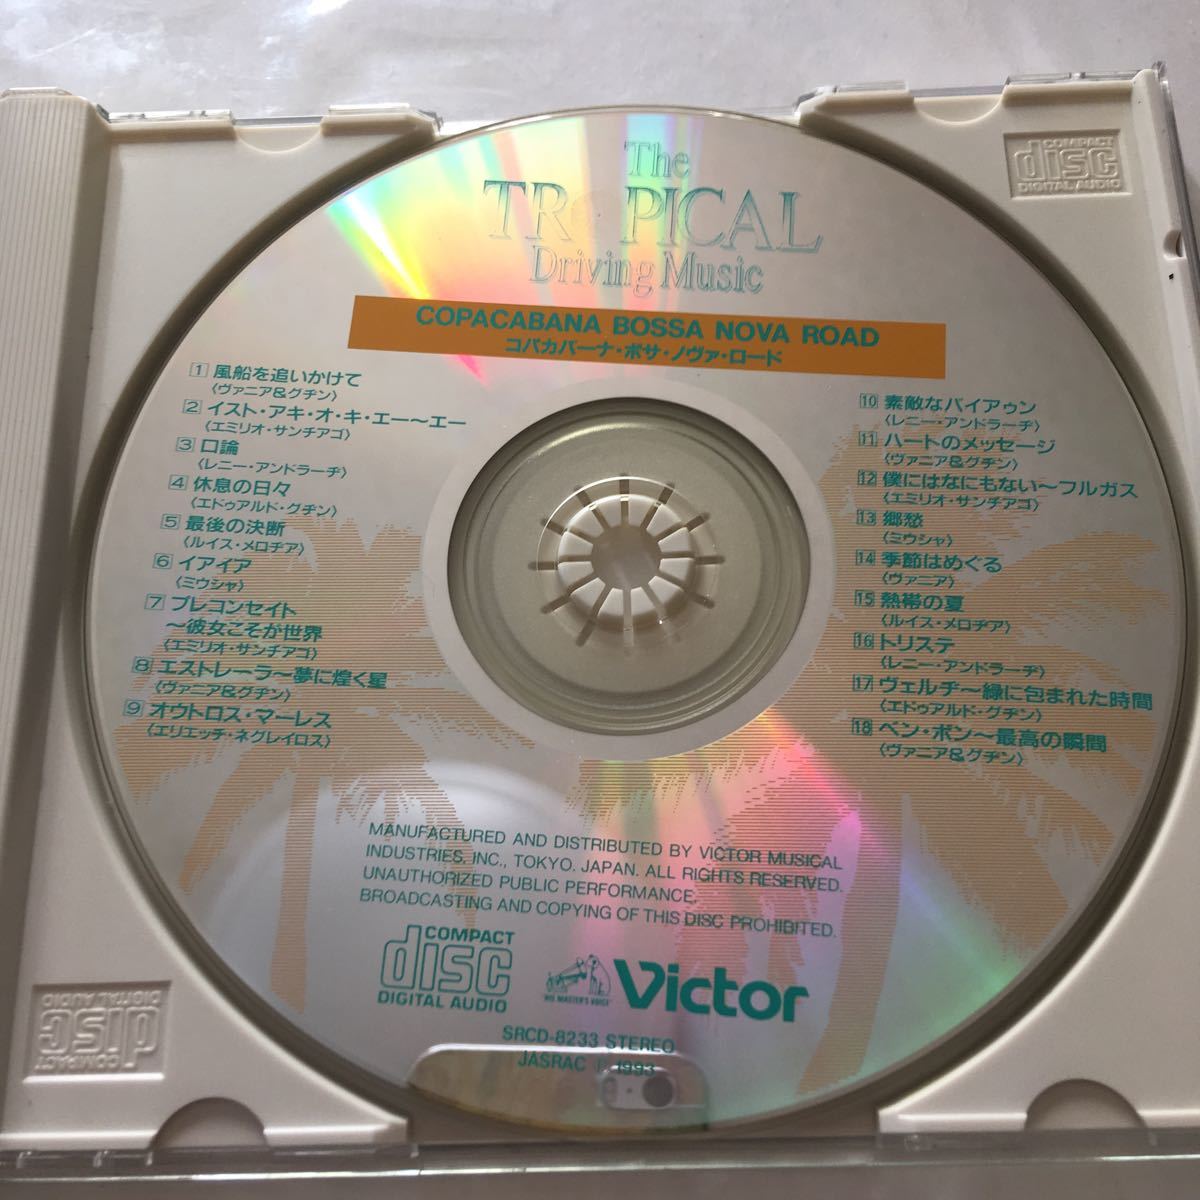 The
TROPICAL
Driving Music
COPACABANA BOSSA NOVA ROAD
コパカバーナ・ボサ・ノヴァ・ロード
1 風船を追いかけて
〈ヴァニア&グヂン〉
2 イスト・アキ・オ・キ・エー〜エー
〈エミリオ・サンチアゴ〉
3 口論
〈レニー・アンドラーヂ〉
4 休息の日々
〈エドゥアルド・グヂン〉
5 最後の決断
〈ルイス・メロヂア〉
6 イアイア
〈ミウシャ〉
7 プレコンセイト
〜彼女こそが世界
〈エミリオ・サンチアゴ〉
8 エストレーラ〜夢に煌く星
〈ヴァニア&グヂン〉
9 オウトロス・マーレス
〈エリエッチ・ネグレイロス〉
10 素敵なバイアゥン
〈レニー・アンドラーヂ〉
11 ハートのメッセージ
〈ヴァニア&グヂン〉
12 僕にはなにもない〜フルガス
〈エミリオ・サンチアゴ〉
13 郷愁
〈ミウシャ〉
14 季節はめぐる
〈ヴァニア〉
15 熱帯の夏
〈ルイス・メロヂア〉
16 トリステ
〈レニー・アンドラーヂ〉
17 ヴェルヂ〜緑に包まれた時間
〈エドゥアルド・グヂン〉
18 ベン・ボン〜最高の瞬間
〈ヴァニア&グヂン〉
MANUFACTURED AND DISTRIBUTED BY VICTOR MUSICAL
INDUSTRIES, INC., TOKYO. JAPAN. ALL RIGHTS RESERVED.
UNAUTHORIZED PUBLIC PERFORMANCE,
BROADCASTING AND COPYING OF THIS DISC PROHIBITED.
COMPACT
disc
DIGITAL AUDIO
"HIS MASTER'S VOICE"
Victor
SRCD-8233 STEREO
JASRAC Ⓟ 1993
COMPACT
disc
DIGITAL AUDIO
COMPACT
disc
DIGITAL AUDIO